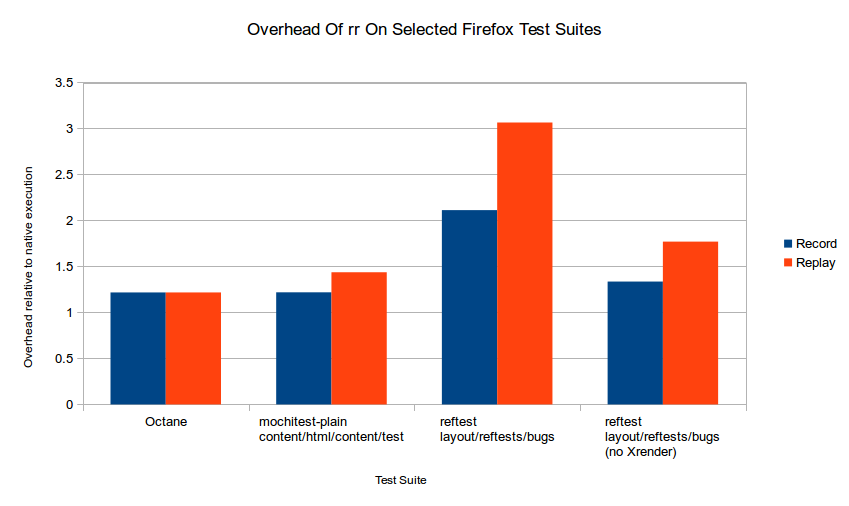 Overhead Of rr On Selected Firefox Test Suites
3.5
3
2.5
2
1.5
1
0.5
0
Overhead relative to native execution
Record
Replay
Octane
mochitest-plain
content/html/content/test
reftest
layout/reftests/bugs
reftest
layout/reftests/bugs
(no Xrender)
Test Suite